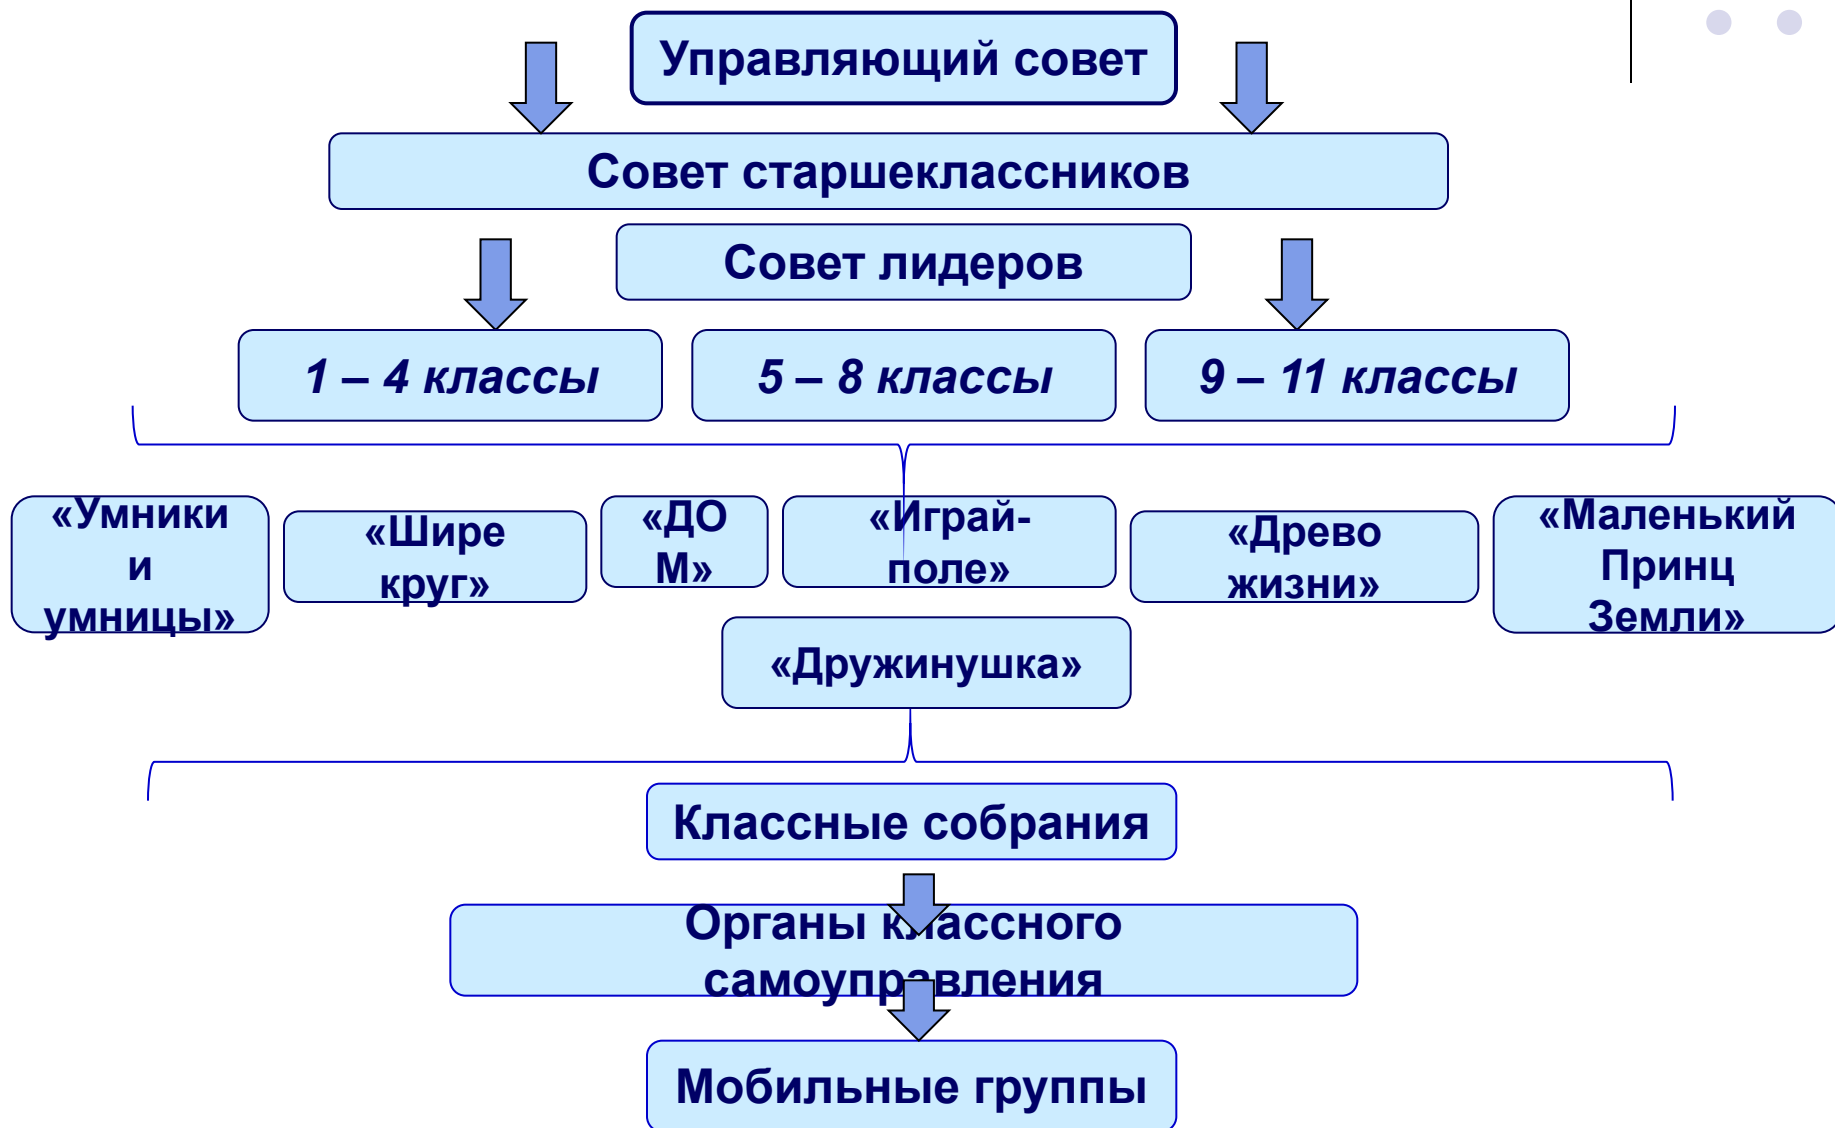 Управляющий совет
Совет старшеклассников
Совет лидеров
1 – 4 классы
5 – 8 классы
9 – 11 классы
«Умники
и
умницы»
«Шире
круг»
«ДО
М»
«Играй-
поле»
«Древо
жизни»
«Маленький
Принц
Земли»
«Дружинушка»
Классные собрания
Органы классного
самоуправления
Мобильные группы